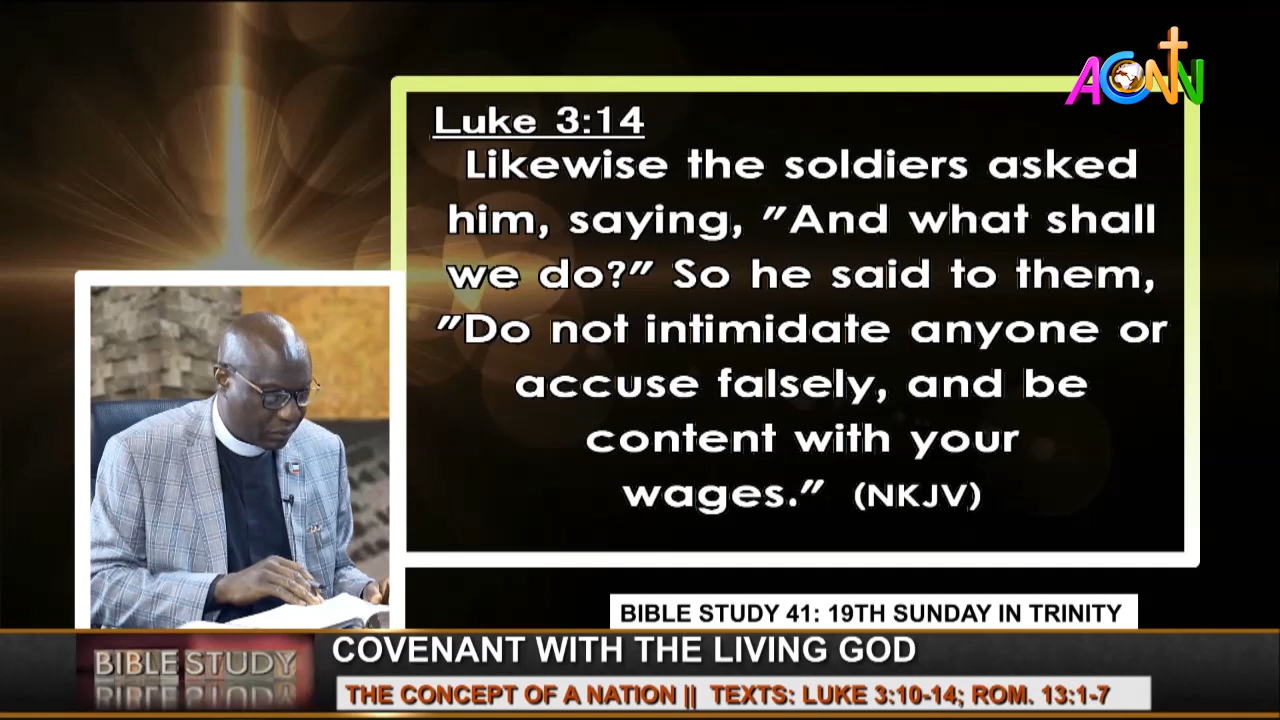 ACNN
Luke 3:14
Likewise the soldiers asked
him, saying, "And what shall
we do?" So he said to them,
"Do not intimidate anyone or
accuse falsely, and be
content with your
wages." (NKJV)
BIBLE STUDY 41: 19TH SUNDAY IN TRINITY
BIBLE STUDY
COVENANT WITH THE LIVING GOD
THE CONCEPT OF A NATION || TEXTS: LUKE 3:10-14; ROM. 13:1-7